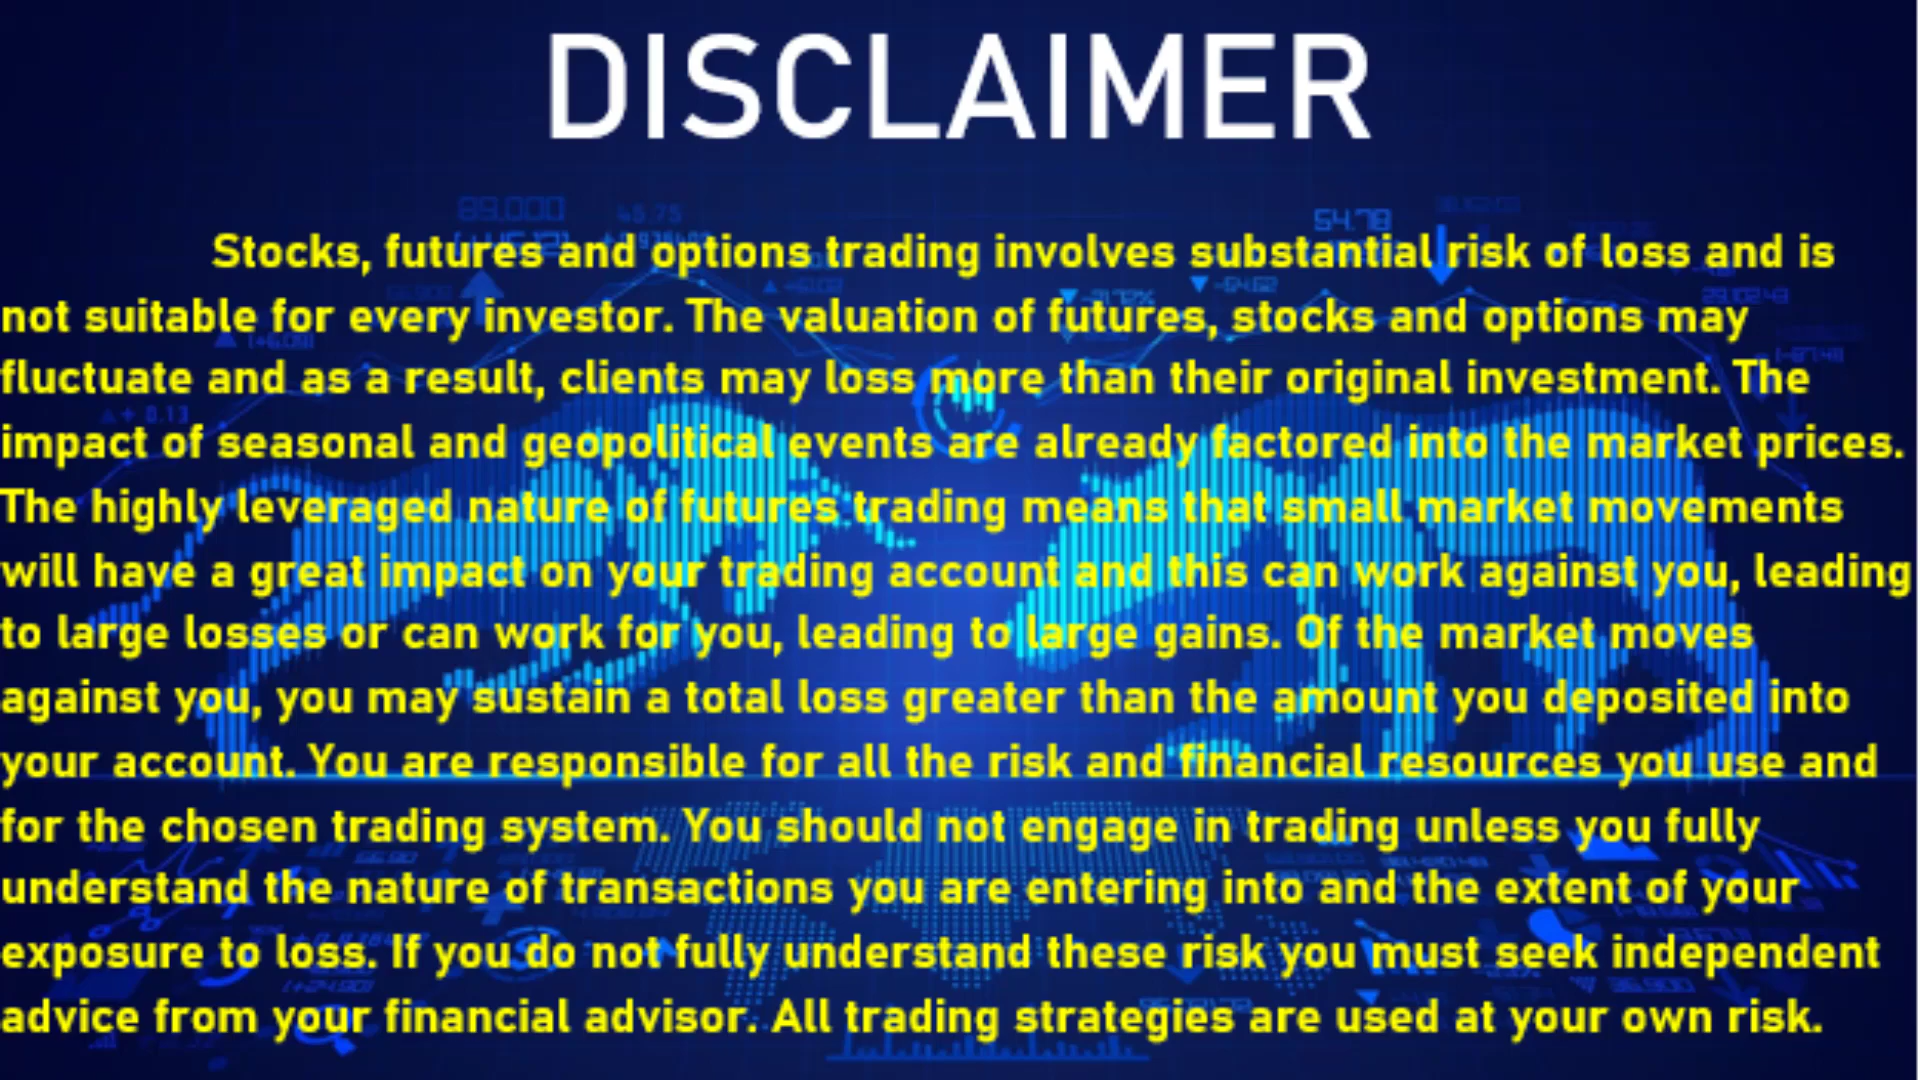 DISCLAIMER
89.000
46.75
54.78
Stocks, futures and options trading involves substantial risk of loss and is
not suitable for every investor. The valuation of futures, stocks and options may
fluctuate and as a result, clients may loss more than their original investment. The
impact of seasonal and geopolitical events are already factored into the market prices.
The highly leveraged nature of futures trading means that small market movements
will have a great impact on your trading account and this can work against you, leading
to large losses or can work for you, leading to large gains. Of the market moves
against you, you may sustain a total loss greater than the amount you deposited into
your account. You are responsible for all the risk and financial resources you use and
for the chosen trading system. You should not engage in trading unless you fully
understand the nature of transactions you are entering into and the extent of your
exposure to loss. If you do not fully understand these risk you must seek independent
advice from your financial advisor. All trading strategies are used at your own risk.